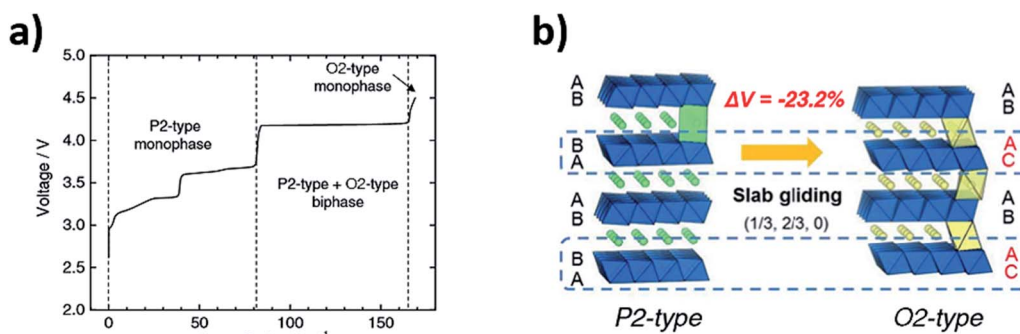 a)
5.0
4.5
4.0
3.5
3.0
2.5
2.0
Voltage / V
0
50
100
150
P2-type
monophase
O2-type
monophase
P2-type + O2-type
biphase
b)
A
B
B
A
A
B
B
A
ΔV = -23.2%
Slab gliding
(1/3, 2/3, 0)
A
B
A
C
A
B
A
C
P2-type
O2-type